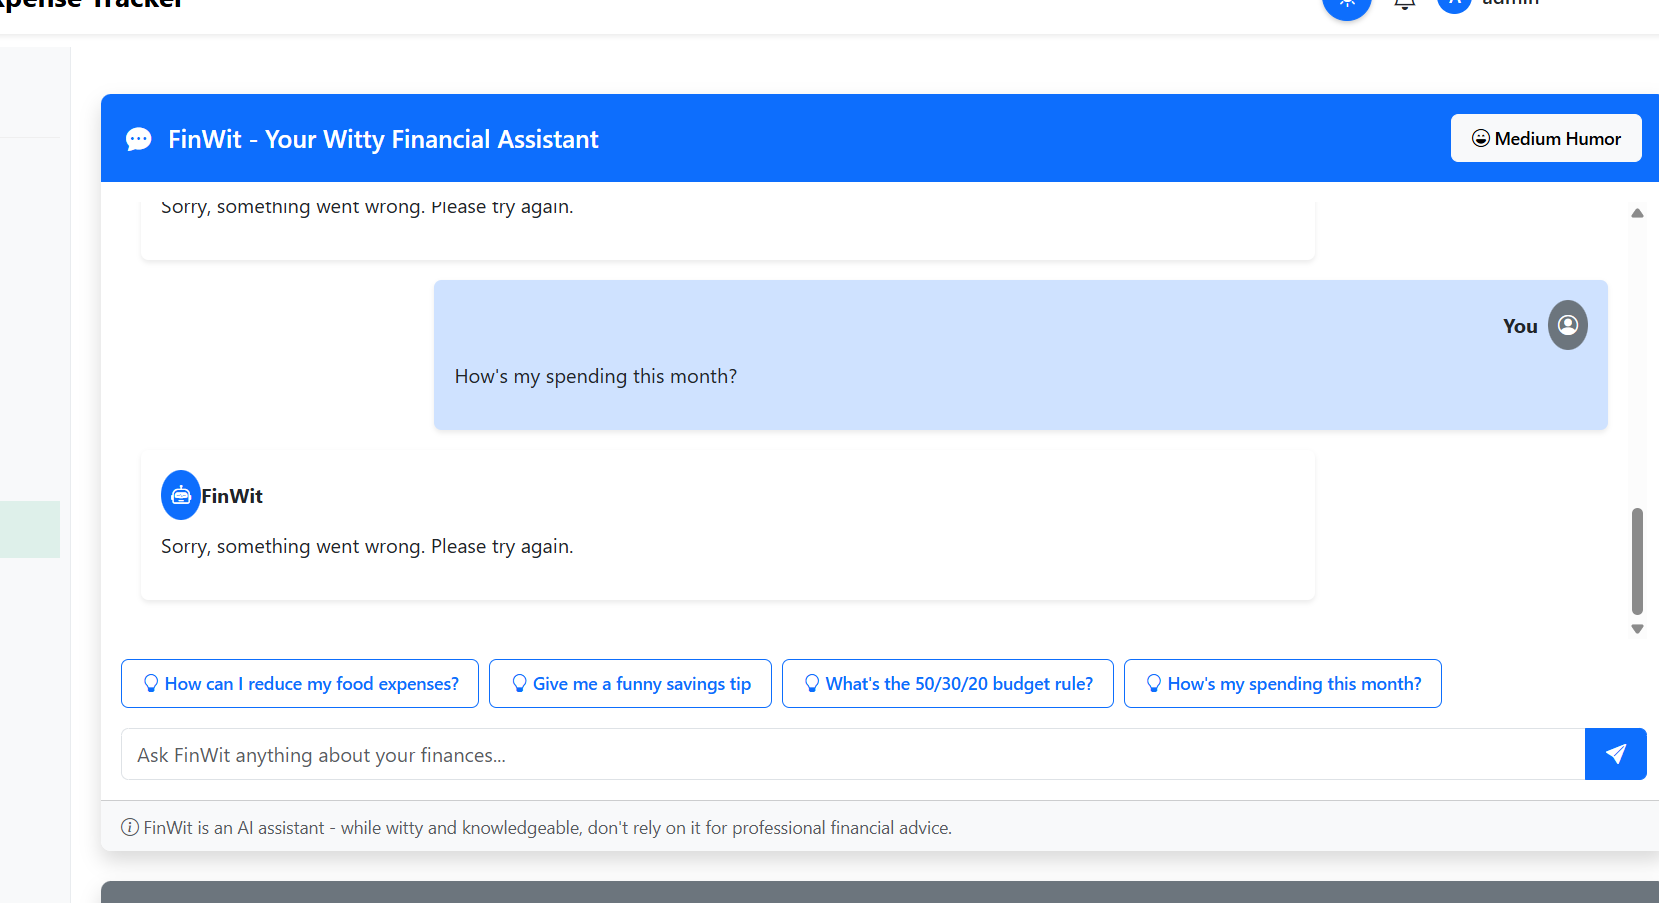 Expense Tracker
A admin
FinWit - Your Witty Financial Assistant
Medium Humor
Sorry, something went wrong. Please try again.
You
How's my spending this month?
FinWit
Sorry, something went wrong. Please try again.
How can I reduce my food expenses?
Give me a funny savings tip
What's the 50/30/20 budget rule?
How's my spending this month?
Ask FinWit anything about your finances...
FinWit is an AI assistant - while witty and knowledgeable, don't rely on it for professional financial advice.